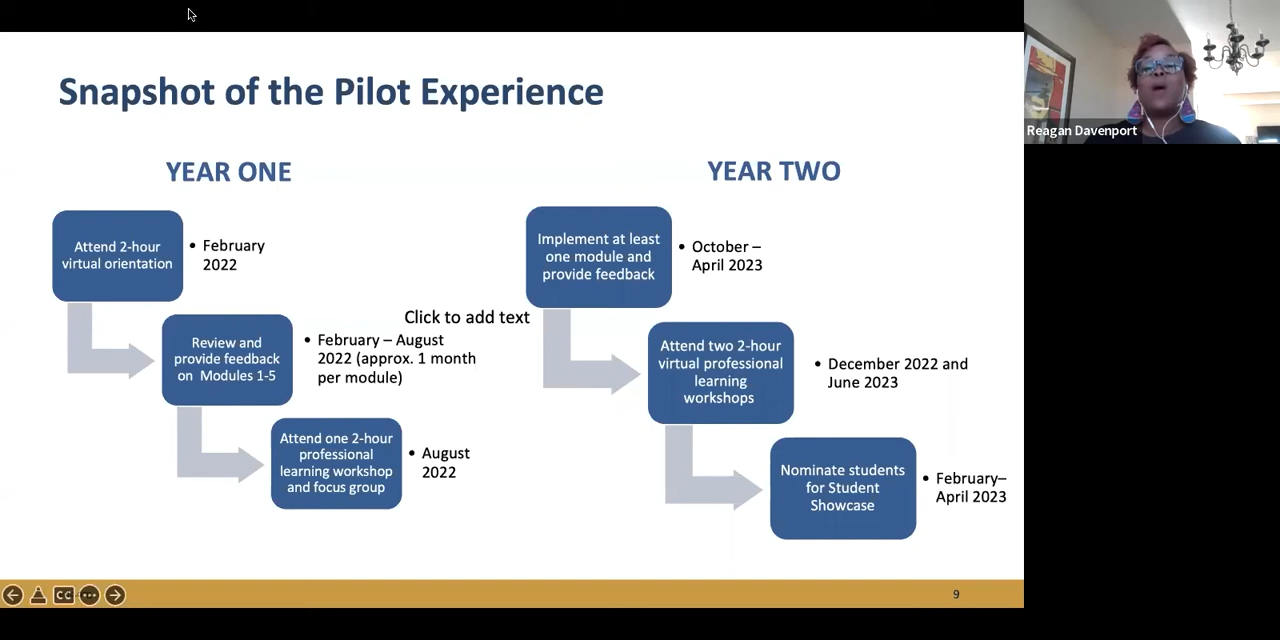 Snapshot of the Pilot Experience
YEAR ONE
Attend 2-hour
virtual orientation
• February
2022
Review and
provide feedback
on Modules 1-5
• February – August
2022 (approx. 1 month
per module)
Attend one 2-hour
professional
learning workshop
and focus group
• August
2022
Click to add text
YEAR TWO
Implement at least
one module and
provide feedback
• October –
April 2023
Attend two 2-hour
virtual professional
learning
workshops
• December 2022 and
June 2023
Nominate students
for Student
Showcase
• February–
April 2023
CC
9
Reagan Davenport